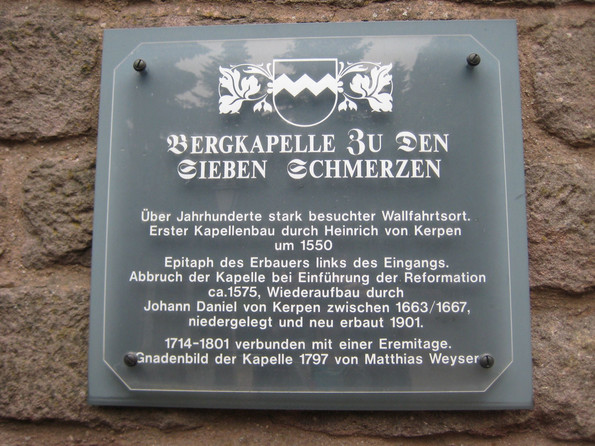 Bergkapelle Zu Den
Sieben Schmerzen
Über Jahrhunderte stark besuchter Wallfahrtsort.
Erster Kapellenbau durch Heinrich von Kerpen
um 1550
Epitaph des Erbauers links des Eingangs.
Abbruch der Kapelle bei Einführung der Reformation
ca.1575, Wiederaufbau durch
Johann Daniel von Kerpen zwischen 1663/1667,
niedergelegt und neu erbaut 1901.
1714-1801 verbunden mit einer Eremitage.
Gnadenbild der Kapelle 1797 von Matthias Weyser